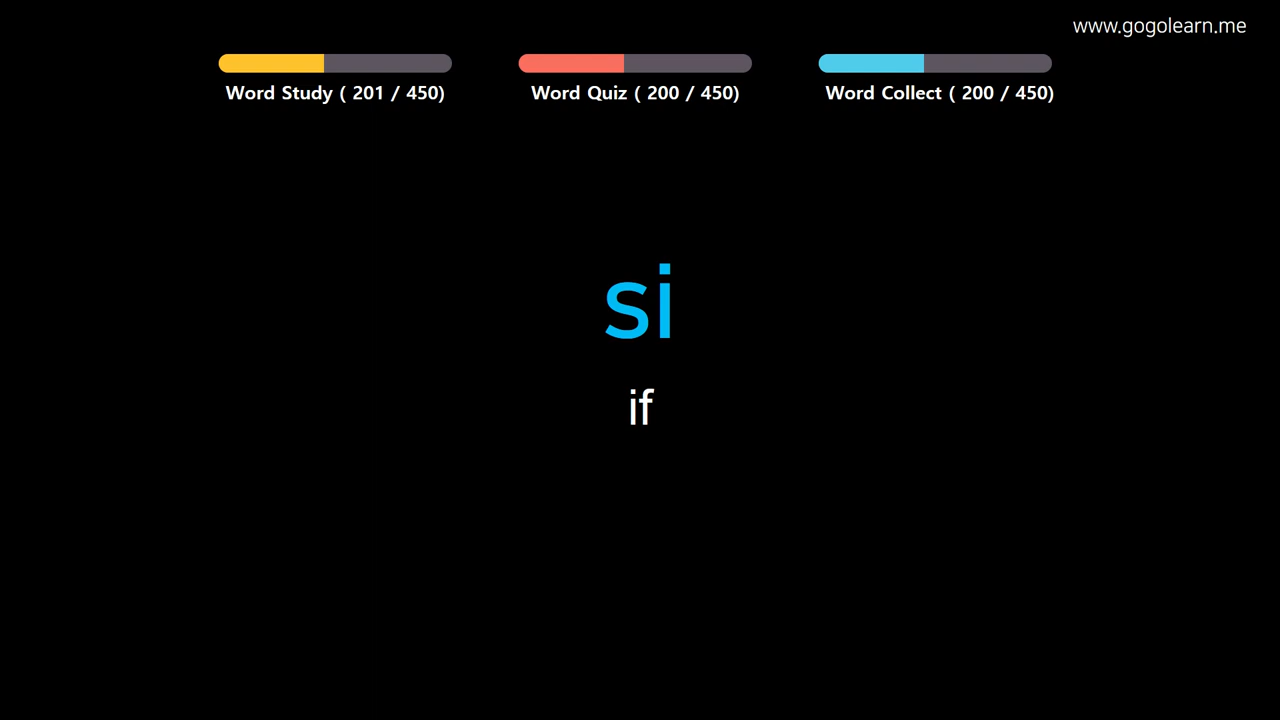 www.gogolearn.me
Word Study ( 201 / 450)
Word Quiz ( 200 / 450)
Word Collect ( 200 / 450)
si
if